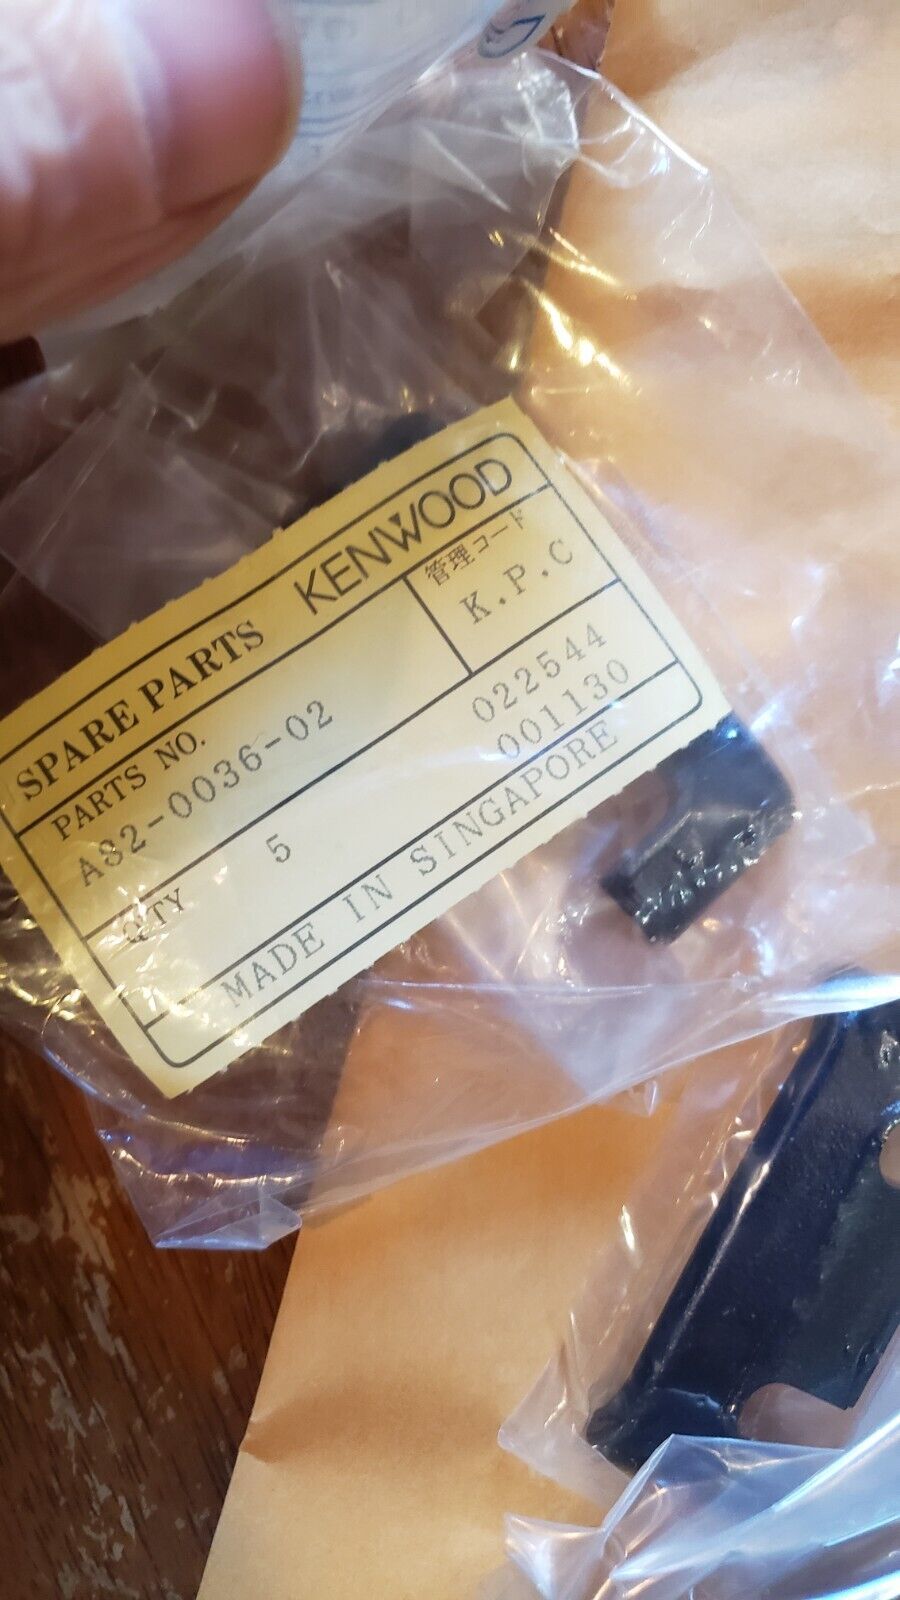 SPARE PARTS KENWOOD
PARTS NO.
A82-0036-02
管理コード
K.P.C
QTY 5
022544
001130
MADE IN SINGAPORE